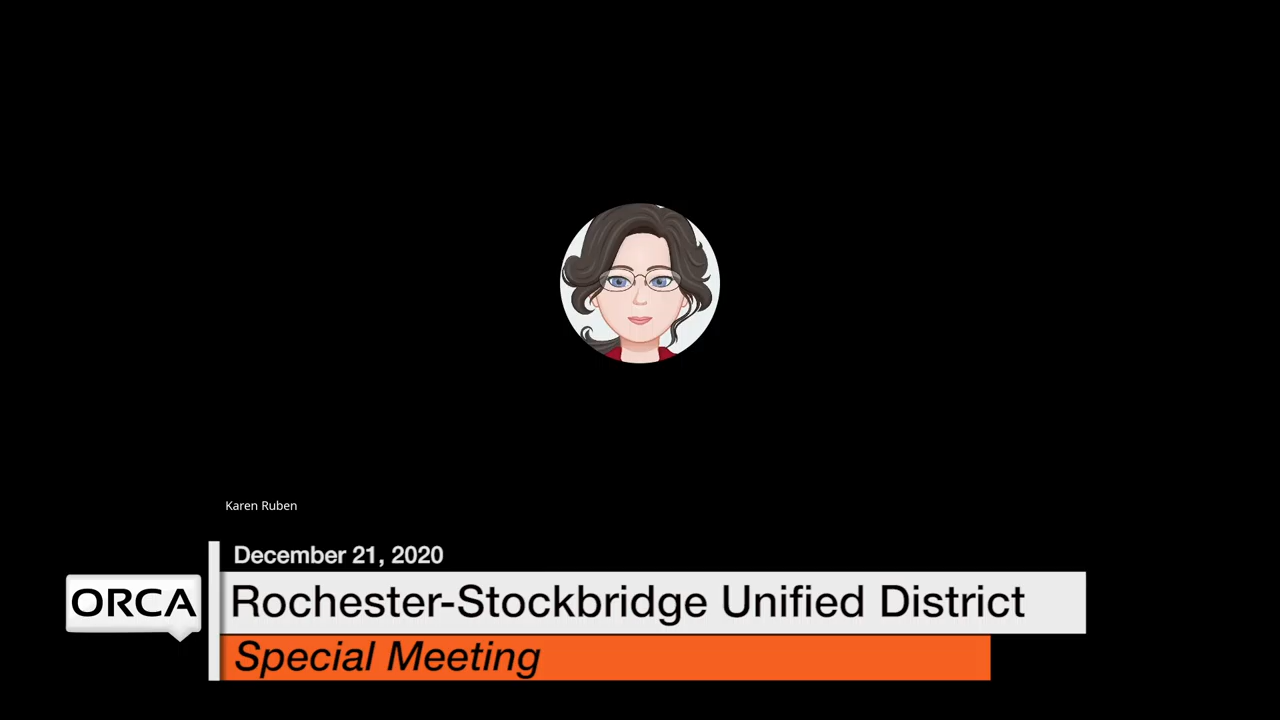 Karen Ruben
December 21, 2020
ORCA
Rochester-Stockbridge Unified District
Special Meeting